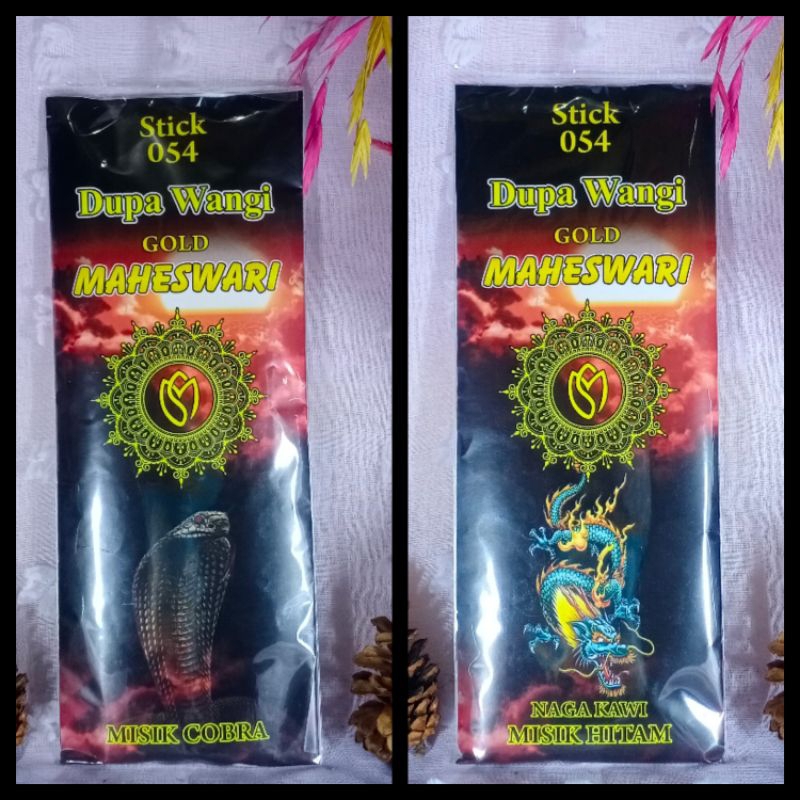 Stick
054
Dupa Wangi
GOLD
MAHESWARI
MISIK COBRA
Stick
054
Dupa Wangi
GOLD
MAHESWARI
NAGA KAWI
MISIK HITAM